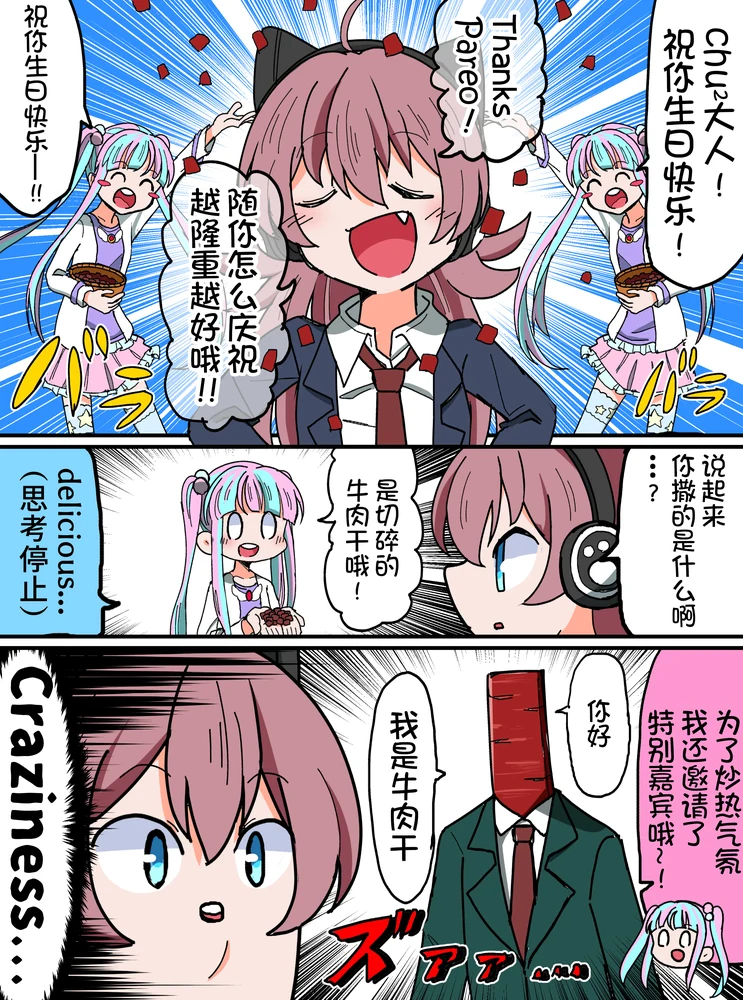 Chu²大人！
祝你生日快乐！
Thanks
Pareo～
祝你生日快乐ー!!
随你怎么庆祝
越隆重越好哦!!
バラ
バラ
说起来
你撒的是什么啊
…？
是切碎的
牛肉干哦！
delicious…
（思考停止）
为了炒热气氛
我还邀请了
特别嘉宾哦～！
你好
我是牛肉干
ズァァ……
Craziness...